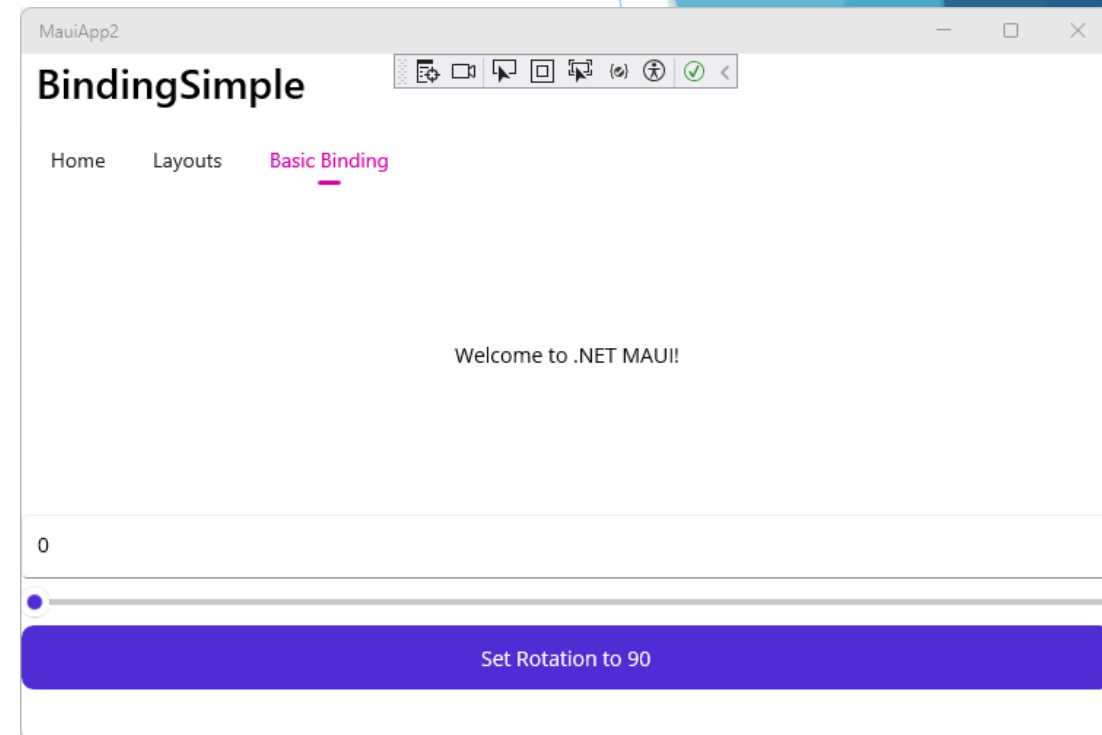 MauiApp2
BindingSimple
Home Layouts Basic Binding
Welcome to .NET MAUI!
0
Set Rotation to 90